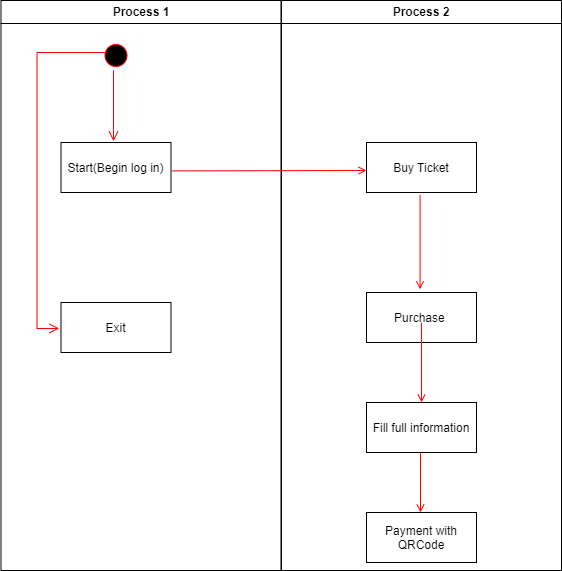 Process 1
Process 2
Start(Begin log in)
Buy Ticket
Exit
Purchase
Fill full information
Payment with
QRCode